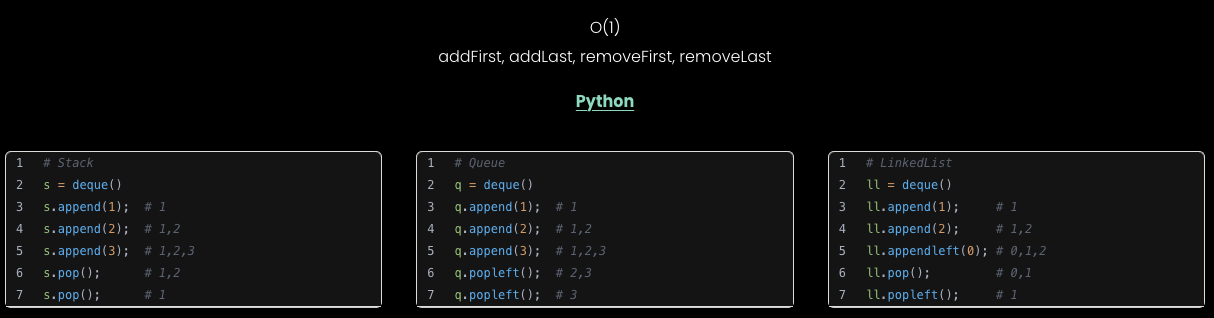 O(1)
addFirst, addLast, removeFirst, removeLast
Python
1 # Stack
2 s = deque()
3 s.append(1);  # 1
4 s.append(2);  # 1,2
5 s.append(3);  # 1,2,3
6 s.pop();      # 1,2
7 s.pop();      # 1
1 # Queue
2 q = deque()
3 q.append(1);  # 1
4 q.append(2);  # 1,2
5 q.append(3);  # 1,2,3
6 q.popleft();  # 2,3
7 q.popleft();  # 3
1 # LinkedList
2 ll = deque()
3 ll.append(1);     # 1
4 ll.append(2);     # 1,2
5 ll.appendleft(0); # 0,1,2
6 ll.pop();         # 0,1
7 ll.popleft();     # 1